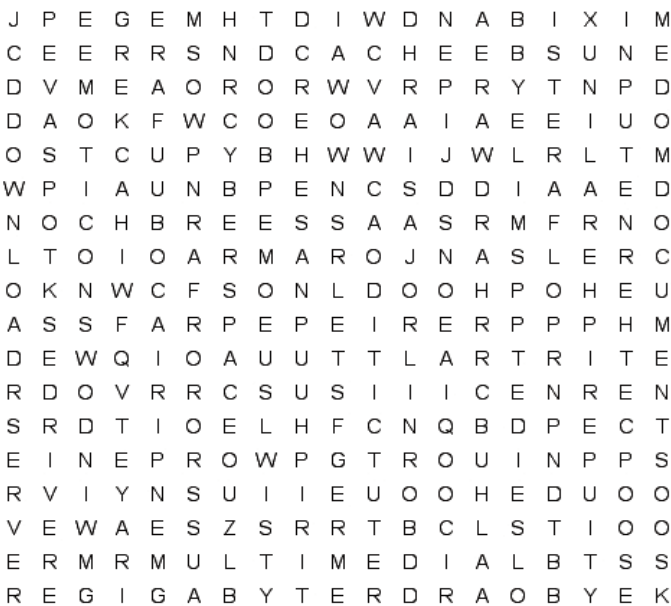 J P E G E M H T D I W D N A B I X I M
C E E R R S N D C A C H E E B S U N E
D V M E A O R O R W V R P R Y T N P D
D A O K F W C O E O A A I A E E I U O
O S T C U P Y B H W W I J W L R L T M
W P I A U N B P E N C S D D I A A E D
N O C H B R E E S S A A S R M F R N O
L T O I O A R M A R O J N A S L E R C
O K N W C F S O N L D O O H P O H E U
A S S F A R P E P E I R E R P P P H M
D E W Q I O A U U T T L A R T R I T E
R D O V R R C S U S I I I C E N R E N
S R D T I O E L H F C N Q B D P E C T
E I N E P R O W P G T R O U I N P P S
R V I Y N S U I I E U O O H E D U O O
V E W A E S Z S R R T B C L S T I O O
E R M R M U L T I M E D I A L B T S S
R E G I G A B Y T E R D R A O B Y E K